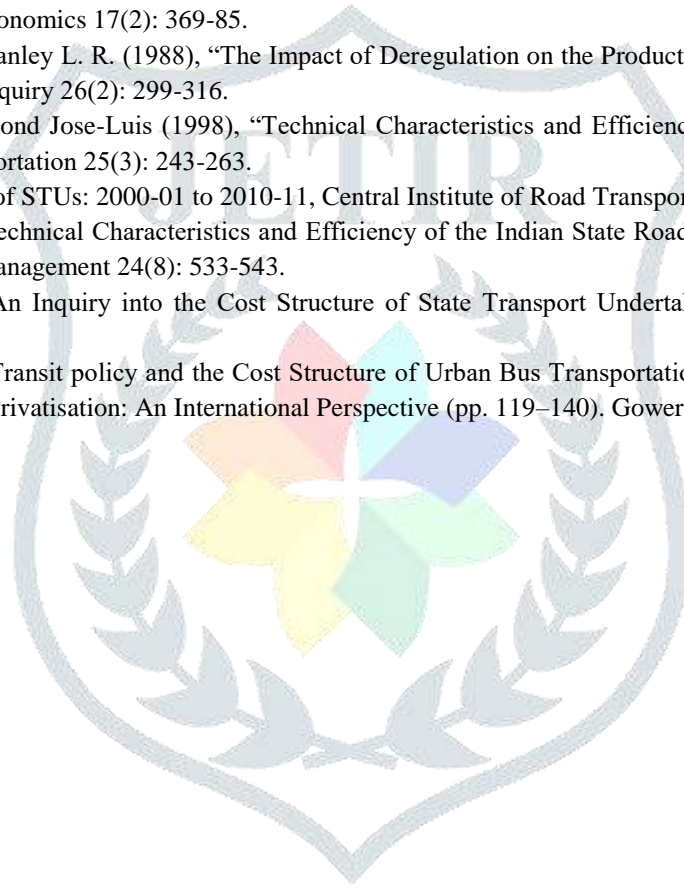 onomics 17(2): 369-85.
anley L. R. (1988), “The Impact of Deregulation on the Product
quiry 26(2): 299-316.
ond Jose-Luis (1998), “Technical Characteristics and Efficienc
ortation 25(3): 243-263.
of STUs: 2000-01 to 2010-11, Central Institute of Road Transpor
echnical Characteristics and Efficiency of the Indian State Road
anagement 24(8): 533-543.
An Inquiry into the Cost Structure of State Transport Undertak
Transit policy and the Cost Structure of Urban Bus Transportatio
rivatisation: An International Perspective (pp. 119–140). Gower
JETIR